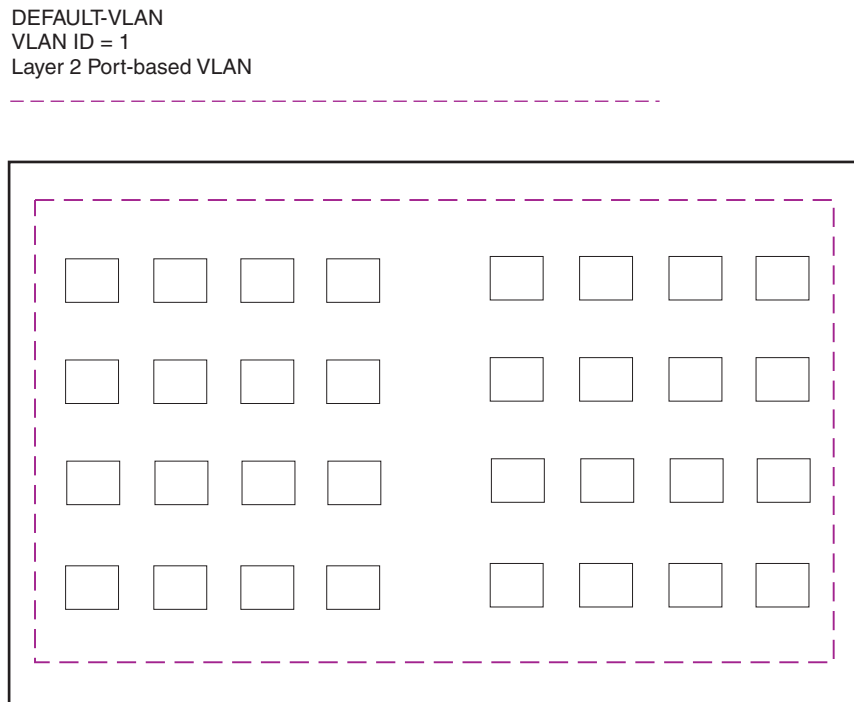 DEFAULT-VLAN
VLAN ID = 1
Layer 2 Port-based VLAN